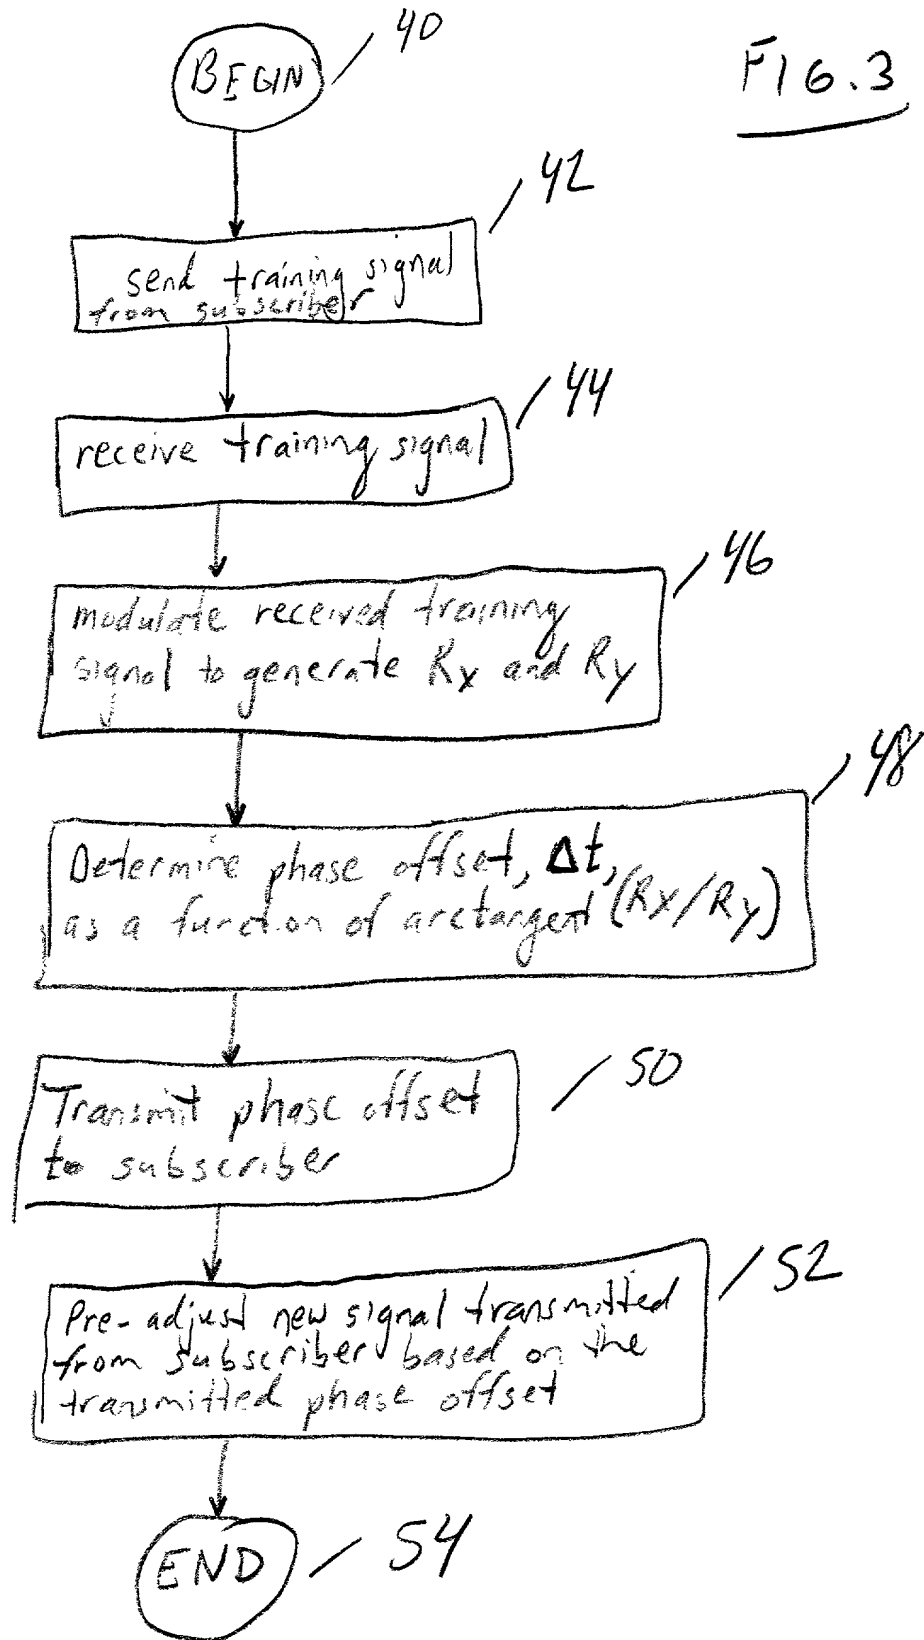 40
BEGIN
FIG.3
42
send training signal
from subscriber
44
receive training signal
46
modulate received training
signal to generate Rx and Ry
48
Determine phase offset, Δt,
as a function of arctangent (Rx/Ry)
50
Transmit phase offset
to subscriber
52
Pre-adjust new signal transmitted
from subscriber based on the
transmitted phase offset
END
54